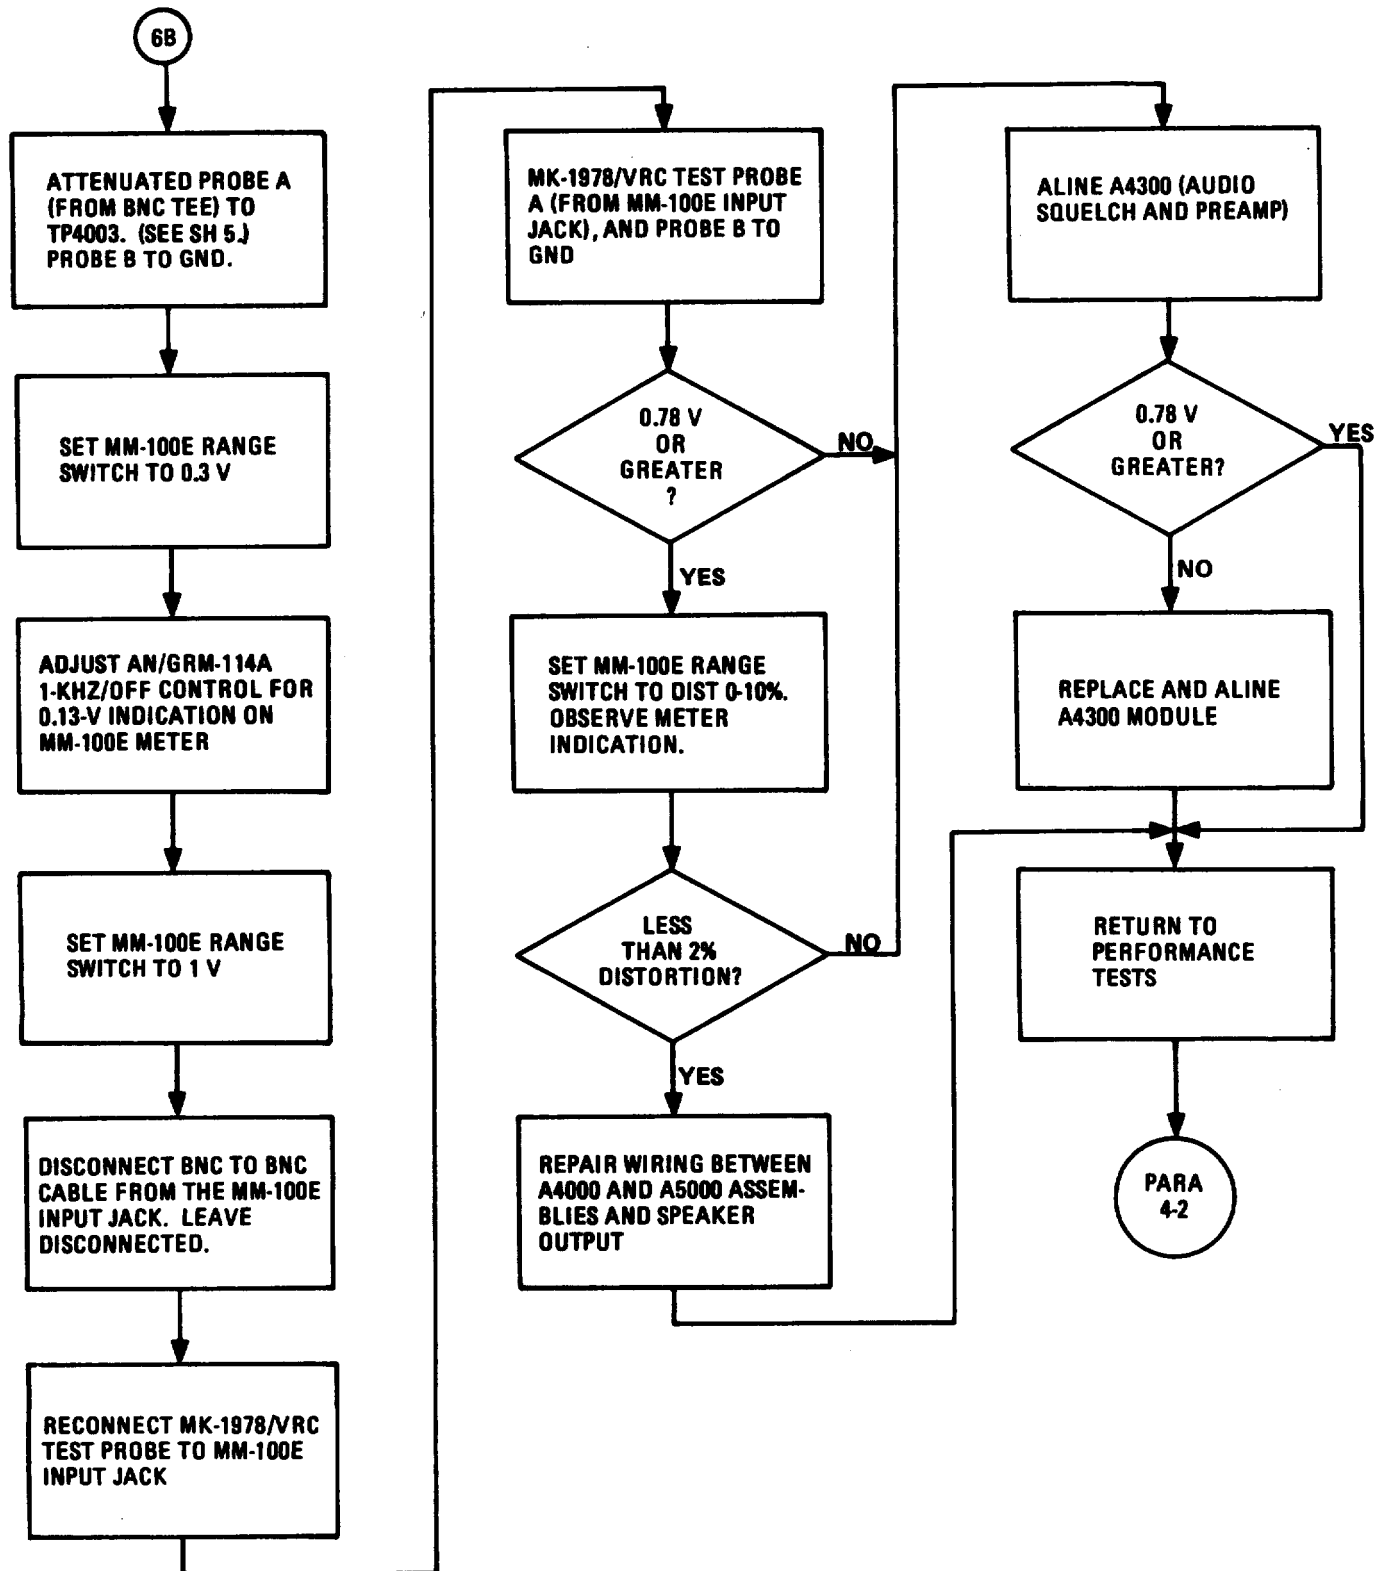 6B
ATTENUATED PROBE A
(FROM BNC TEE) TO
TP4003. (SEE SH 5.)
PROBE B TO GND.
SET MM-100E RANGE
SWITCH TO 0.3 V
ADJUST AN/GRM-114A
1-KHZ/OFF CONTROL FOR
0.13-V INDICATION ON
MM-100E METER
SET MM-100E RANGE
SWITCH TO 1 V
DISCONNECT BNC TO BNC
CABLE FROM THE MM-100E
INPUT JACK. LEAVE
DISCONNECTED.
RECONNECT MK-1978/VRC
TEST PROBE TO MM-100E
INPUT JACK
MK-1978/VRC TEST PROBE
A (FROM MM-100E INPUT
JACK), AND PROBE B TO
GND
0.78 V
OR
GREATER
?
NO
YES
SET MM-100E RANGE
SWITCH TO DIST 0-10%.
OBSERVE METER
INDICATION.
LESS
THAN 2%
DISTORTION?
NO
YES
REPAIR WIRING BETWEEN
A4000 AND A5000 ASSEM-
BLIES AND SPEAKER
OUTPUT
ALINE A4300 (AUDIO
SQUELCH AND PREAMP)
0.78 V
OR
GREATER?
YES
NO
REPLACE AND ALINE
A4300 MODULE
RETURN TO
PERFORMANCE
TESTS
PARA
4-2